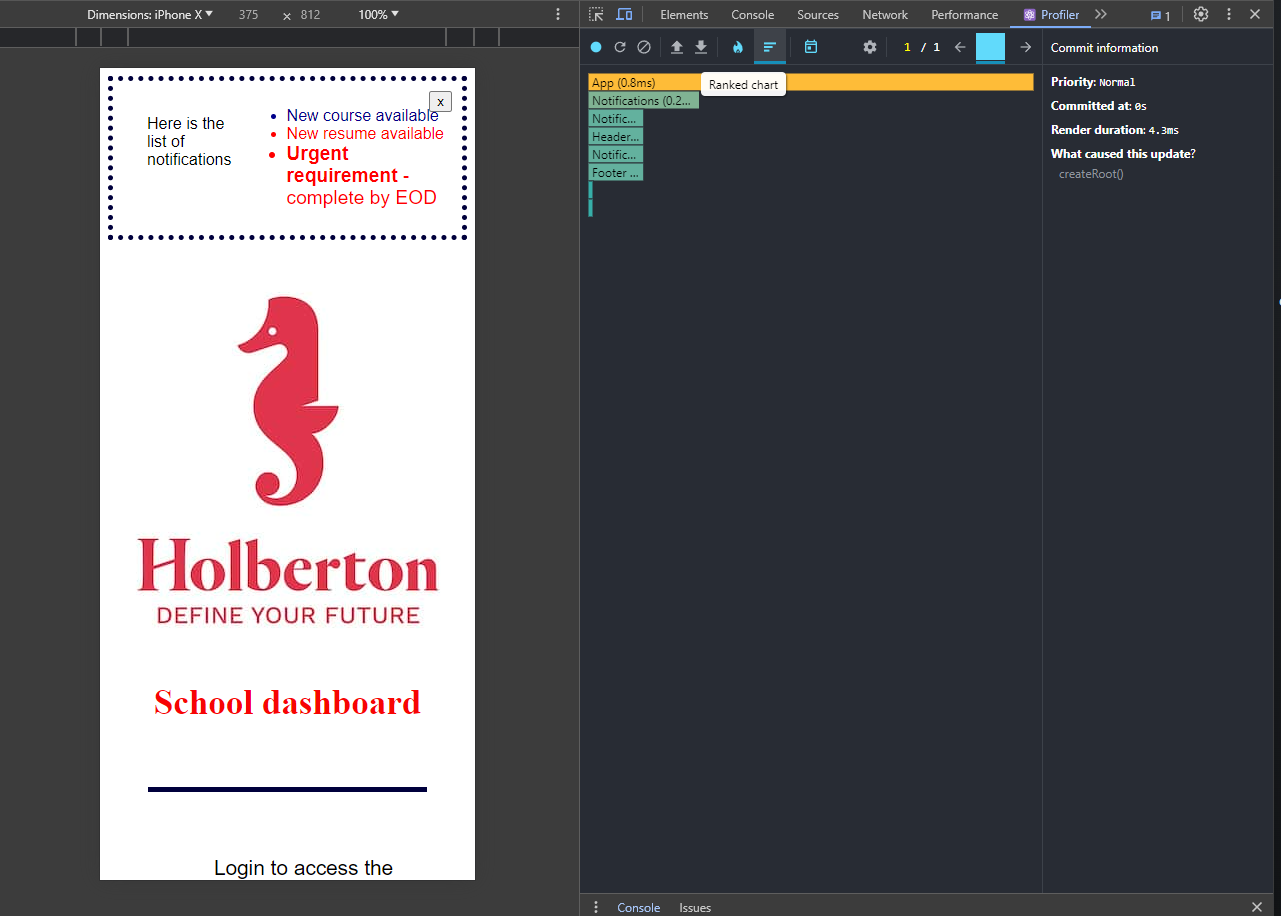 Dimensions: iPhone X ▼ 375 × 812 100% ▼
Elements Console Sources Network Performance Profiler 1
1 / 1
Commit information
App (0.8ms)
Ranked chart
Notifications (0.2...
Notific...
Header...
Notific...
Footer ...
Priority: Normal
Committed at: 0s
Render duration: 4.3ms
What caused this update?
createRoot()
x
Here is the
list of
notifications
New course available
New resume available
Urgent
requirement -
complete by EOD
Holberton
DEFINE YOUR FUTURE
School dashboard
Login to access the
Console Issues